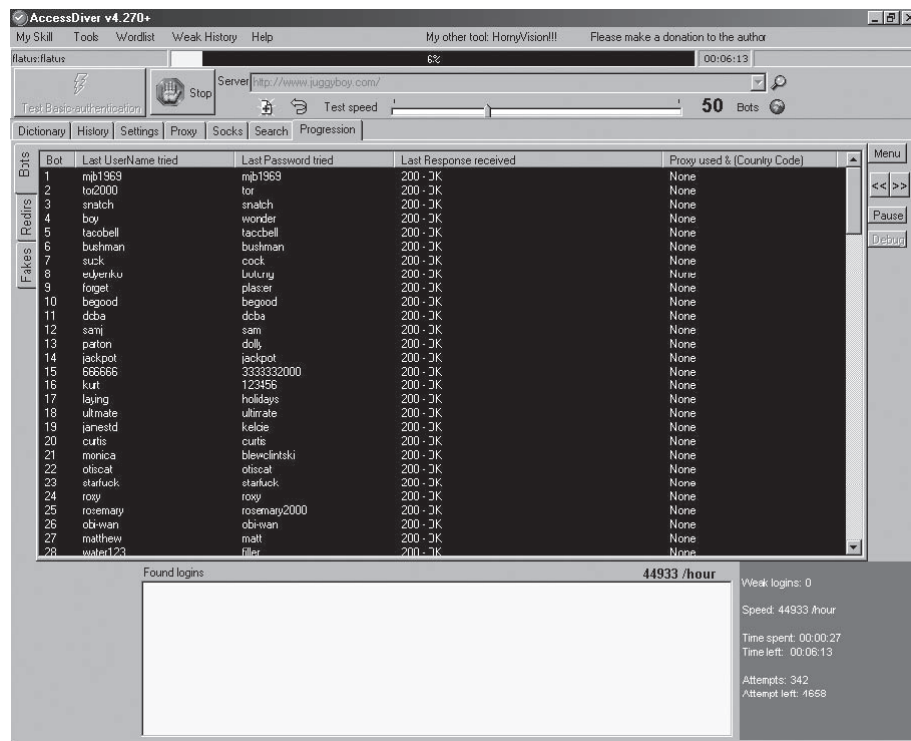 AccessDiver v4.270+
My Skill Tools Wordlist Weak History Help My other tool: HornyVision!!! Please make a donation to the author
flatus:flatus 6% 00:06:13
Test Basic-authentication Stop Server http://www.juggyboy.com/
Test speed 50 Bots
Dictionary History Settings Proxy Socks Search Progression
Bots
Redirs
Fakes
Bot Last UserName tried Last Password tried Last Response received Proxy used & (Country Code)
1 mjb1969 mjb1969 200 - OK None
2 tor2000 tor 200 - OK None
3 snatch snatch 200 - OK None
4 boy wonder 200 - OK None
5 tacobell tacobell 200 - OK None
6 bushman bushman 200 - OK None
7 suck cock 200 - OK None
8 200 - OK None
9 forget plaster 200 - OK None
10 begood begood 200 - OK None
11 dcba dcba 200 - OK None
12 samj sam 200 - OK None
13 parton dolly 200 - OK None
14 jackpot jackpot 200 - OK None
15 666666 3333332000 200 - OK None
16 kurt 123456 200 - OK None
17 laying holidays 200 - OK None
18 ultimate ultimate 200 - OK None
19 janestd kelcie 200 - OK None
20 curtis curtis 200 - OK None
21 monica blewclintski 200 - OK None
22 otiscat otiscat 200 - OK None
23 starfuck starfuck 200 - OK None
24 roxy roxy 200 - OK None
25 rosemary rosemary2000 200 - OK None
26 obi-wan obi-wan 200 - OK None
27 matthew matt 200 - OK None
28 water123 filler 200 - OK None
Menu
<< >>
Pause
Debug
Found logins 44933 /hour
Weak logins: 0
Speed: 44933 /hour
Time spent: 00:00:27
Time left: 00:06:13
Attempts: 342
Attempt left: 4658